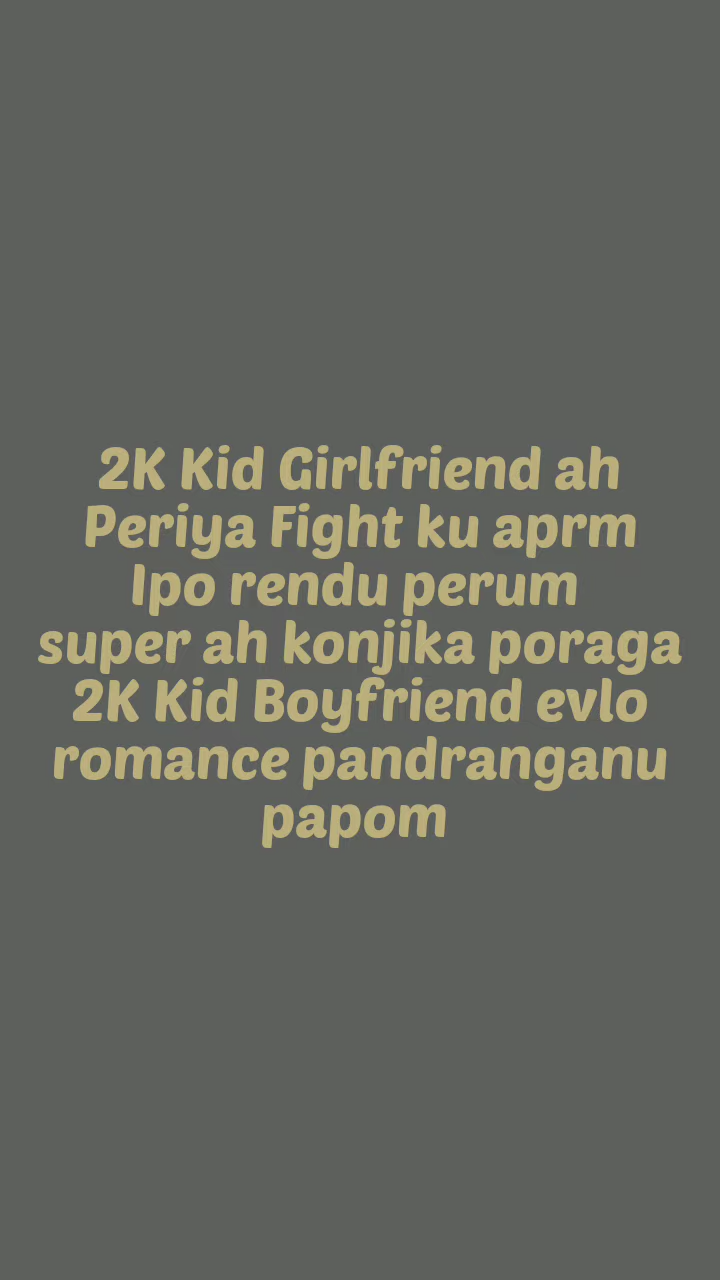 2K Kid Girlfriend ah
Periya Fight ku aprm
Ipo rendu perum
super ah konjika poraga
2K Kid Boyfriend evlo
romance pandranganu
papom